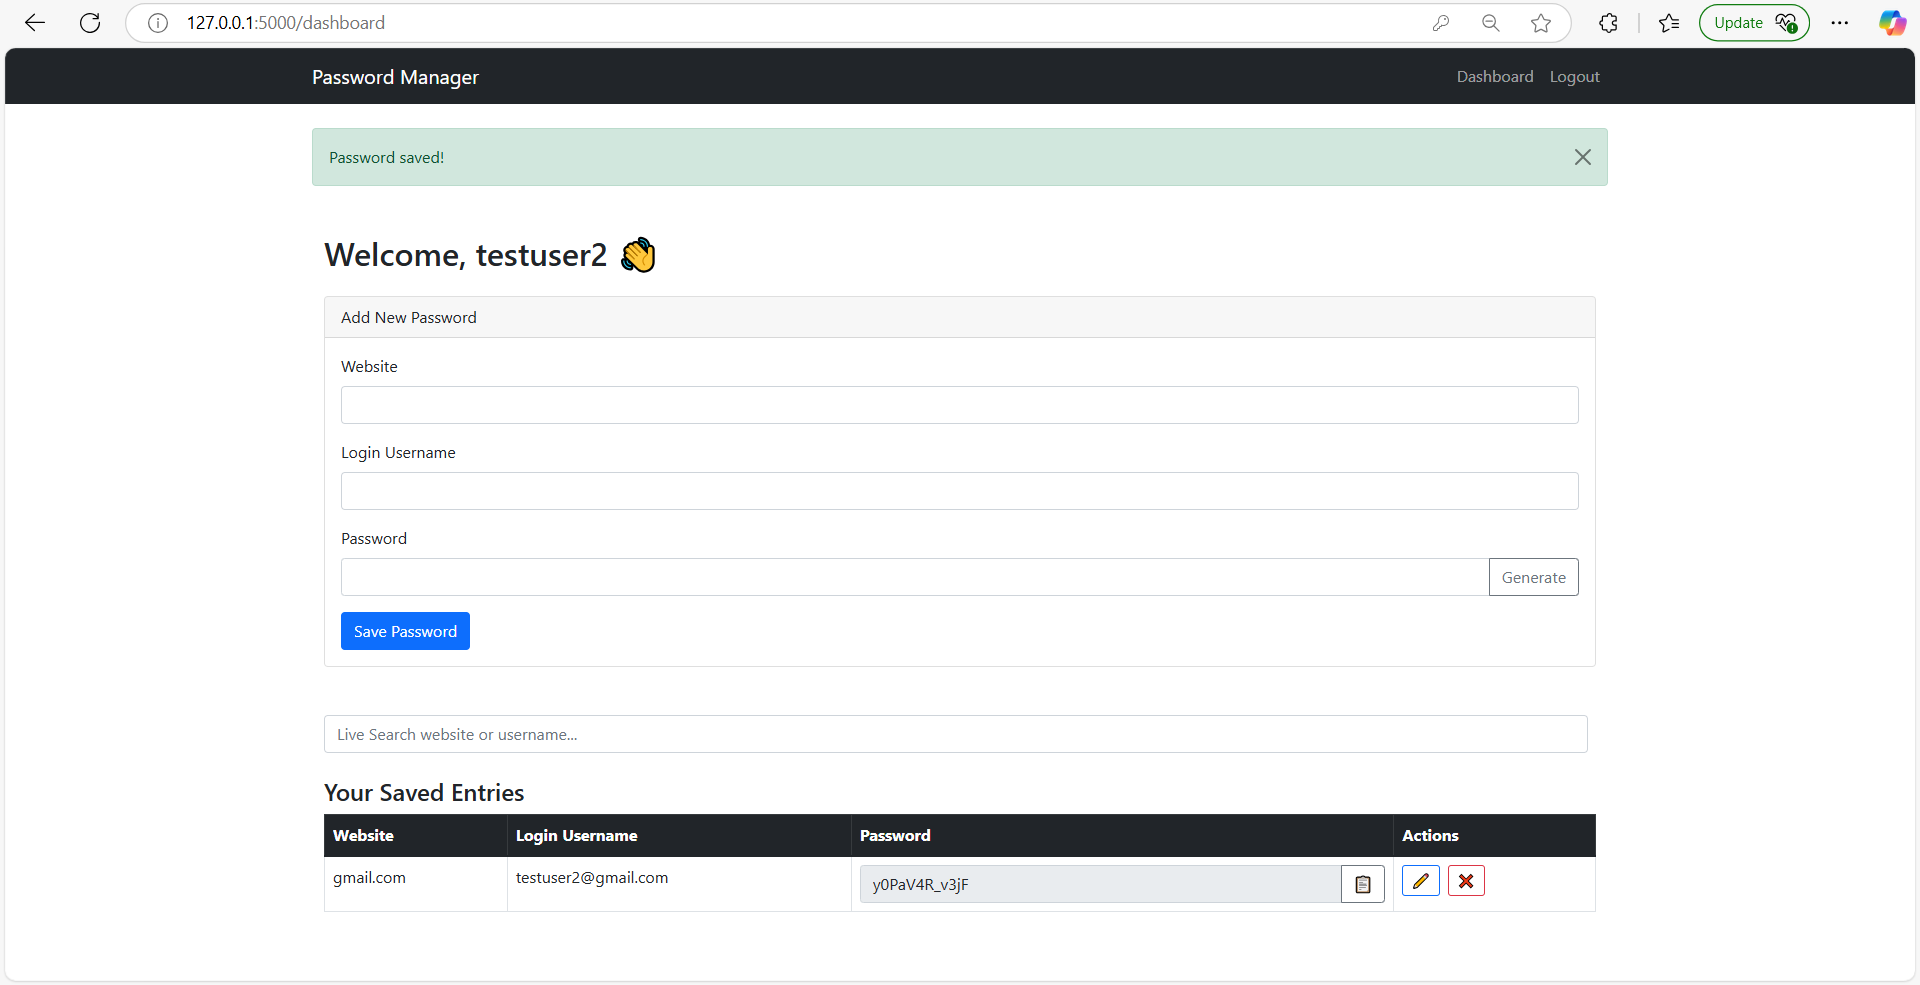 127.0.0.1:5000/dashboard
Update
Password Manager
Dashboard
Logout
Password saved!
Welcome, testuser2 👋
Add New Password
Website
Login Username
Password
Generate
Save Password
Live Search website or username...
Your Saved Entries
Website Login Username Password Actions
gmail.com testuser2@gmail.com y0PaV4R_v3jF